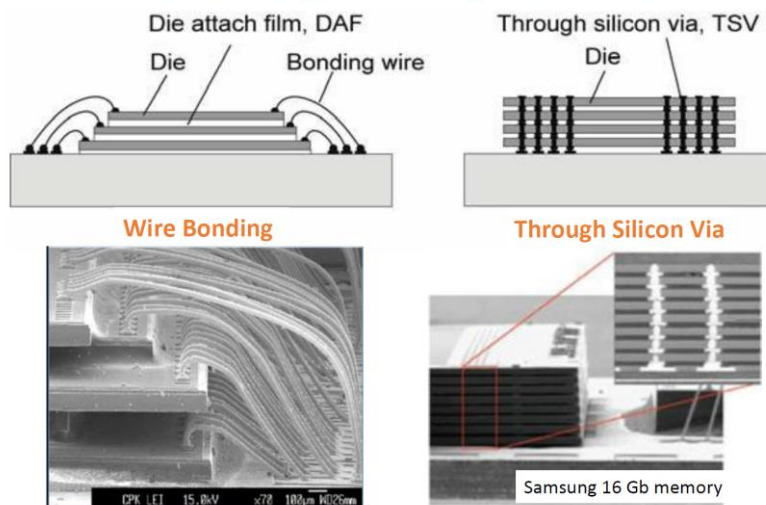 Die attach film, DAF
Die
Bonding wire
Through silicon via, TSV
Die
Wire Bonding
Through Silicon Via
CPK LEI 15.0kV x70 100μm WD26mm
Samsung 16 Gb memory